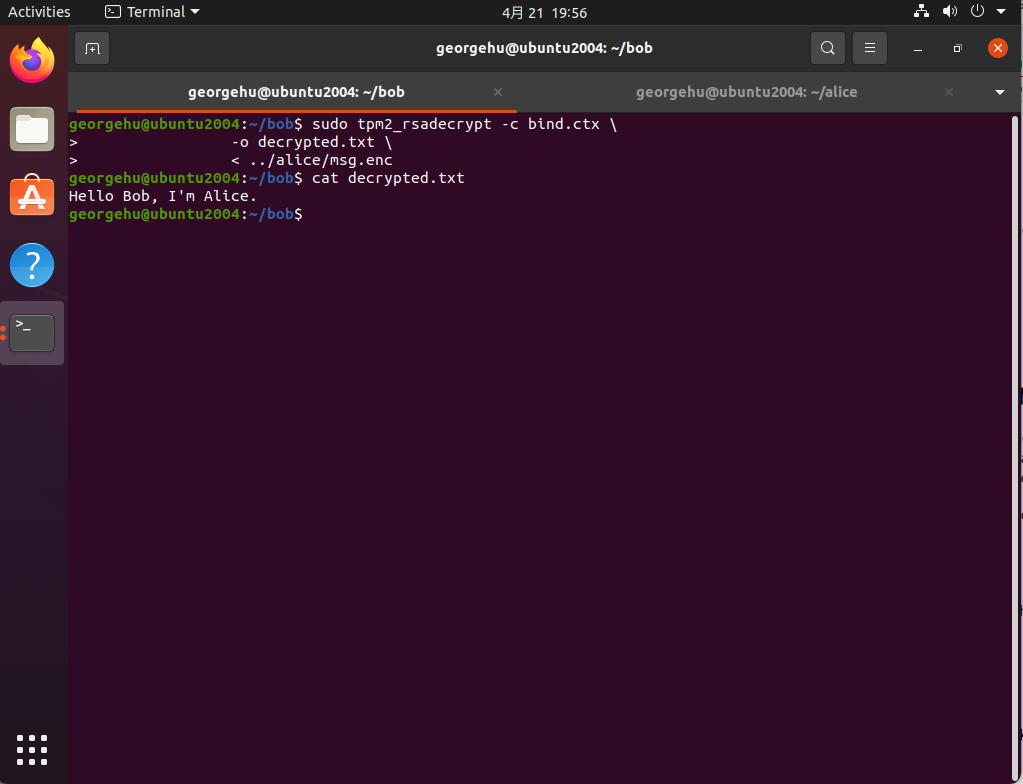 Activities
Terminal
4月 21 19:56
georgehu@ubuntu2004: ~/bob
georgehu@ubuntu2004: ~/bob
georgehu@ubuntu2004: ~/alice
georgehu@ubuntu2004:~/bob$ sudo tpm2_rsadecrypt -c bind.ctx \
>                 -o decrypted.txt \
>                 < ../alice/msg.enc
georgehu@ubuntu2004:~/bob$ cat decrypted.txt
Hello Bob, I'm Alice.
georgehu@ubuntu2004:~/bob$